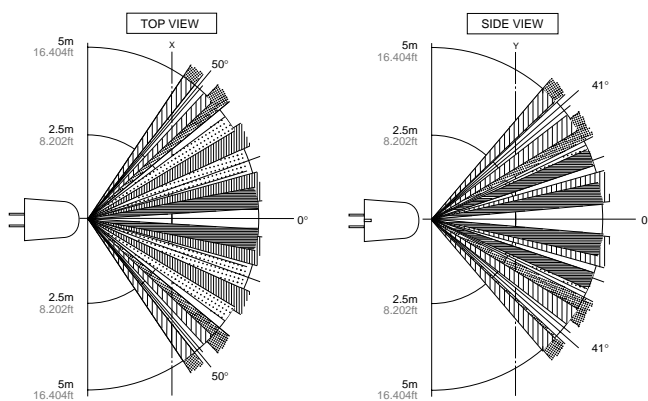 TOP VIEW
5m
16.404ft
X
50°
2.5m
8.202ft
0°
2.5m
8.202ft
50°
5m
16.404ft
SIDE VIEW
5m
16.404ft
Y
41°
2.5m
8.202ft
0
2.5m
8.202ft
41°
5m
16.404ft